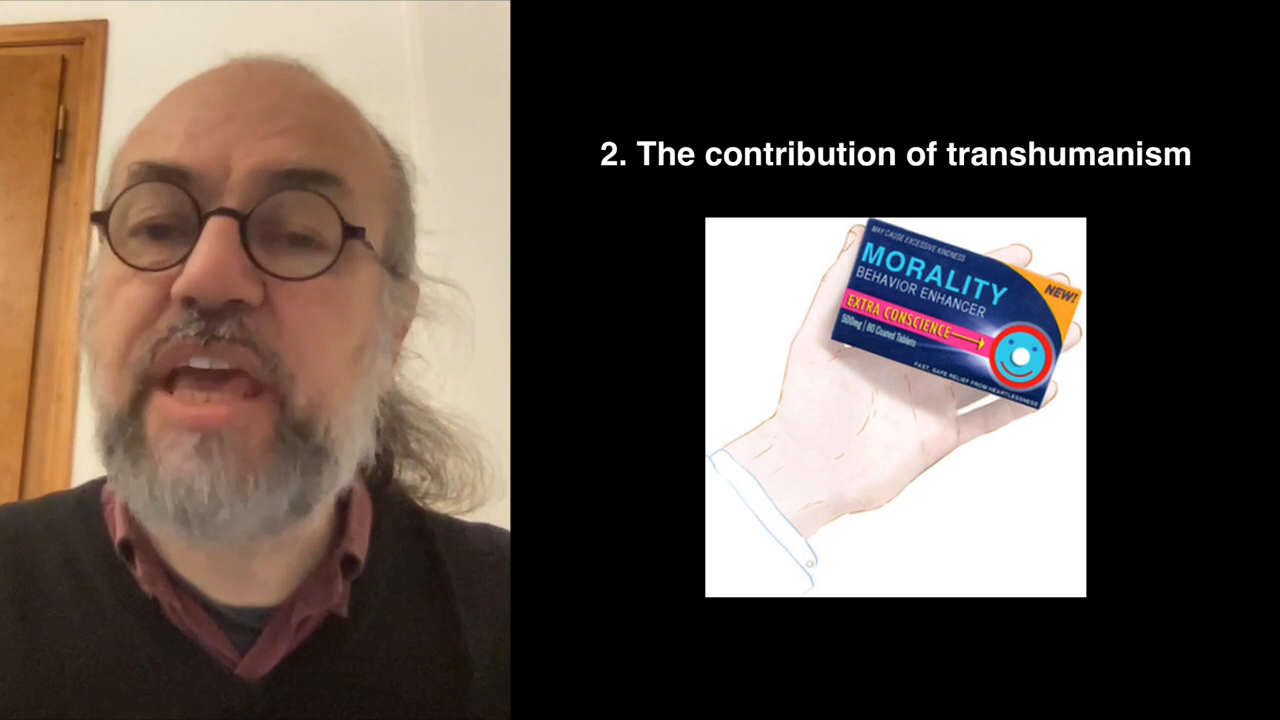 2. The contribution of transhumanism
MAY CAUSE EXCESSIVE KINDNESS
MORALITY
BEHAVIOR ENHANCER
NEW!
EXTRA CONSCIENCE
500mg | 80 Coated Tablets
FAST, SAFE RELIEF FROM HEARTLESSNESS